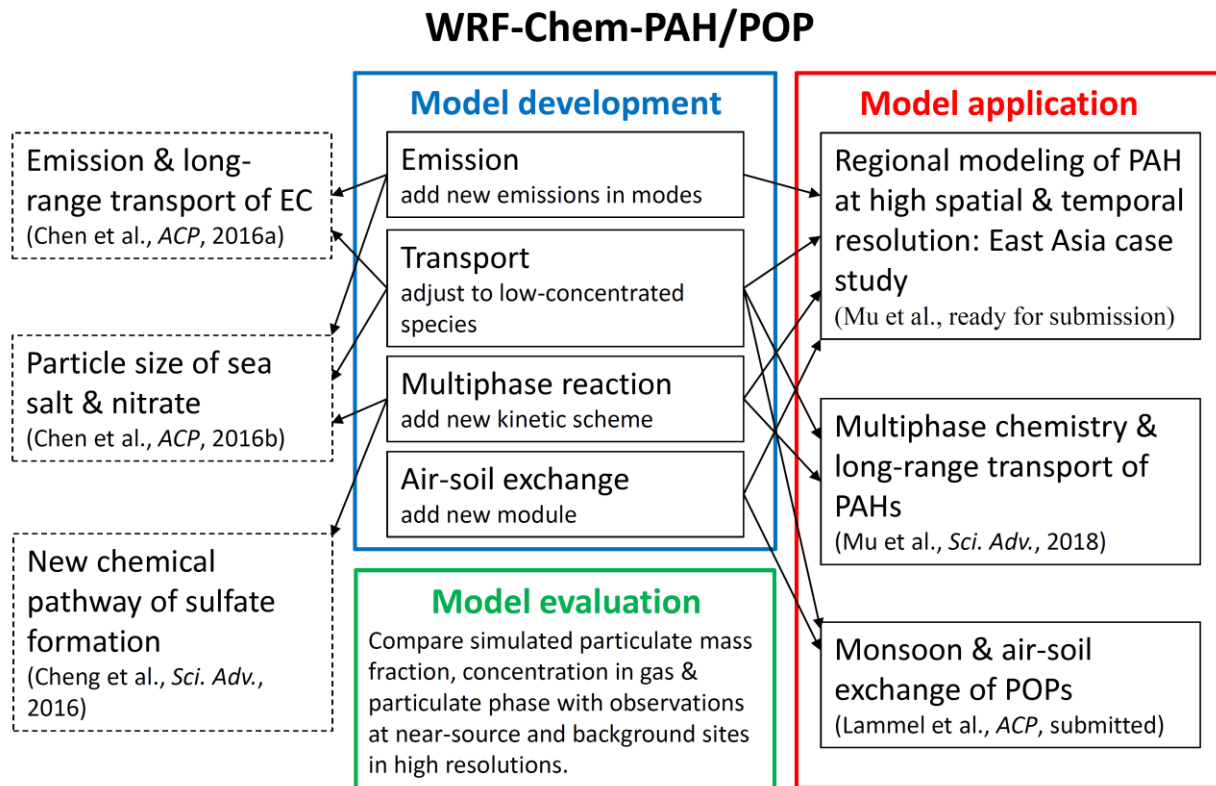 WRF-Chem-PAH/POP
Emission & long-
range transport of EC
(Chen et al., ACP, 2016a)
Particle size of sea
salt & nitrate
(Chen et al., ACP, 2016b)
New chemical
pathway of sulfate
formation
(Cheng et al., Sci. Adv.,
2016)
Model development
Emission
add new emissions in modes
Transport
adjust to low-concentrated
species
Multiphase reaction
add new kinetic scheme
Air-soil exchange
add new module
Model evaluation
Compare simulated particulate mass
fraction, concentration in gas &
particulate phase with observations
at near-source and background sites
in high resolutions.
Model application
Regional modeling of PAH
at high spatial & temporal
resolution: East Asia case
study
(Mu et al., ready for submission)
Multiphase chemistry &
long-range transport of
PAHs
(Mu et al., Sci. Adv., 2018)
Monsoon & air-soil
exchange of POPs
(Lammel et al., ACP, submitted)